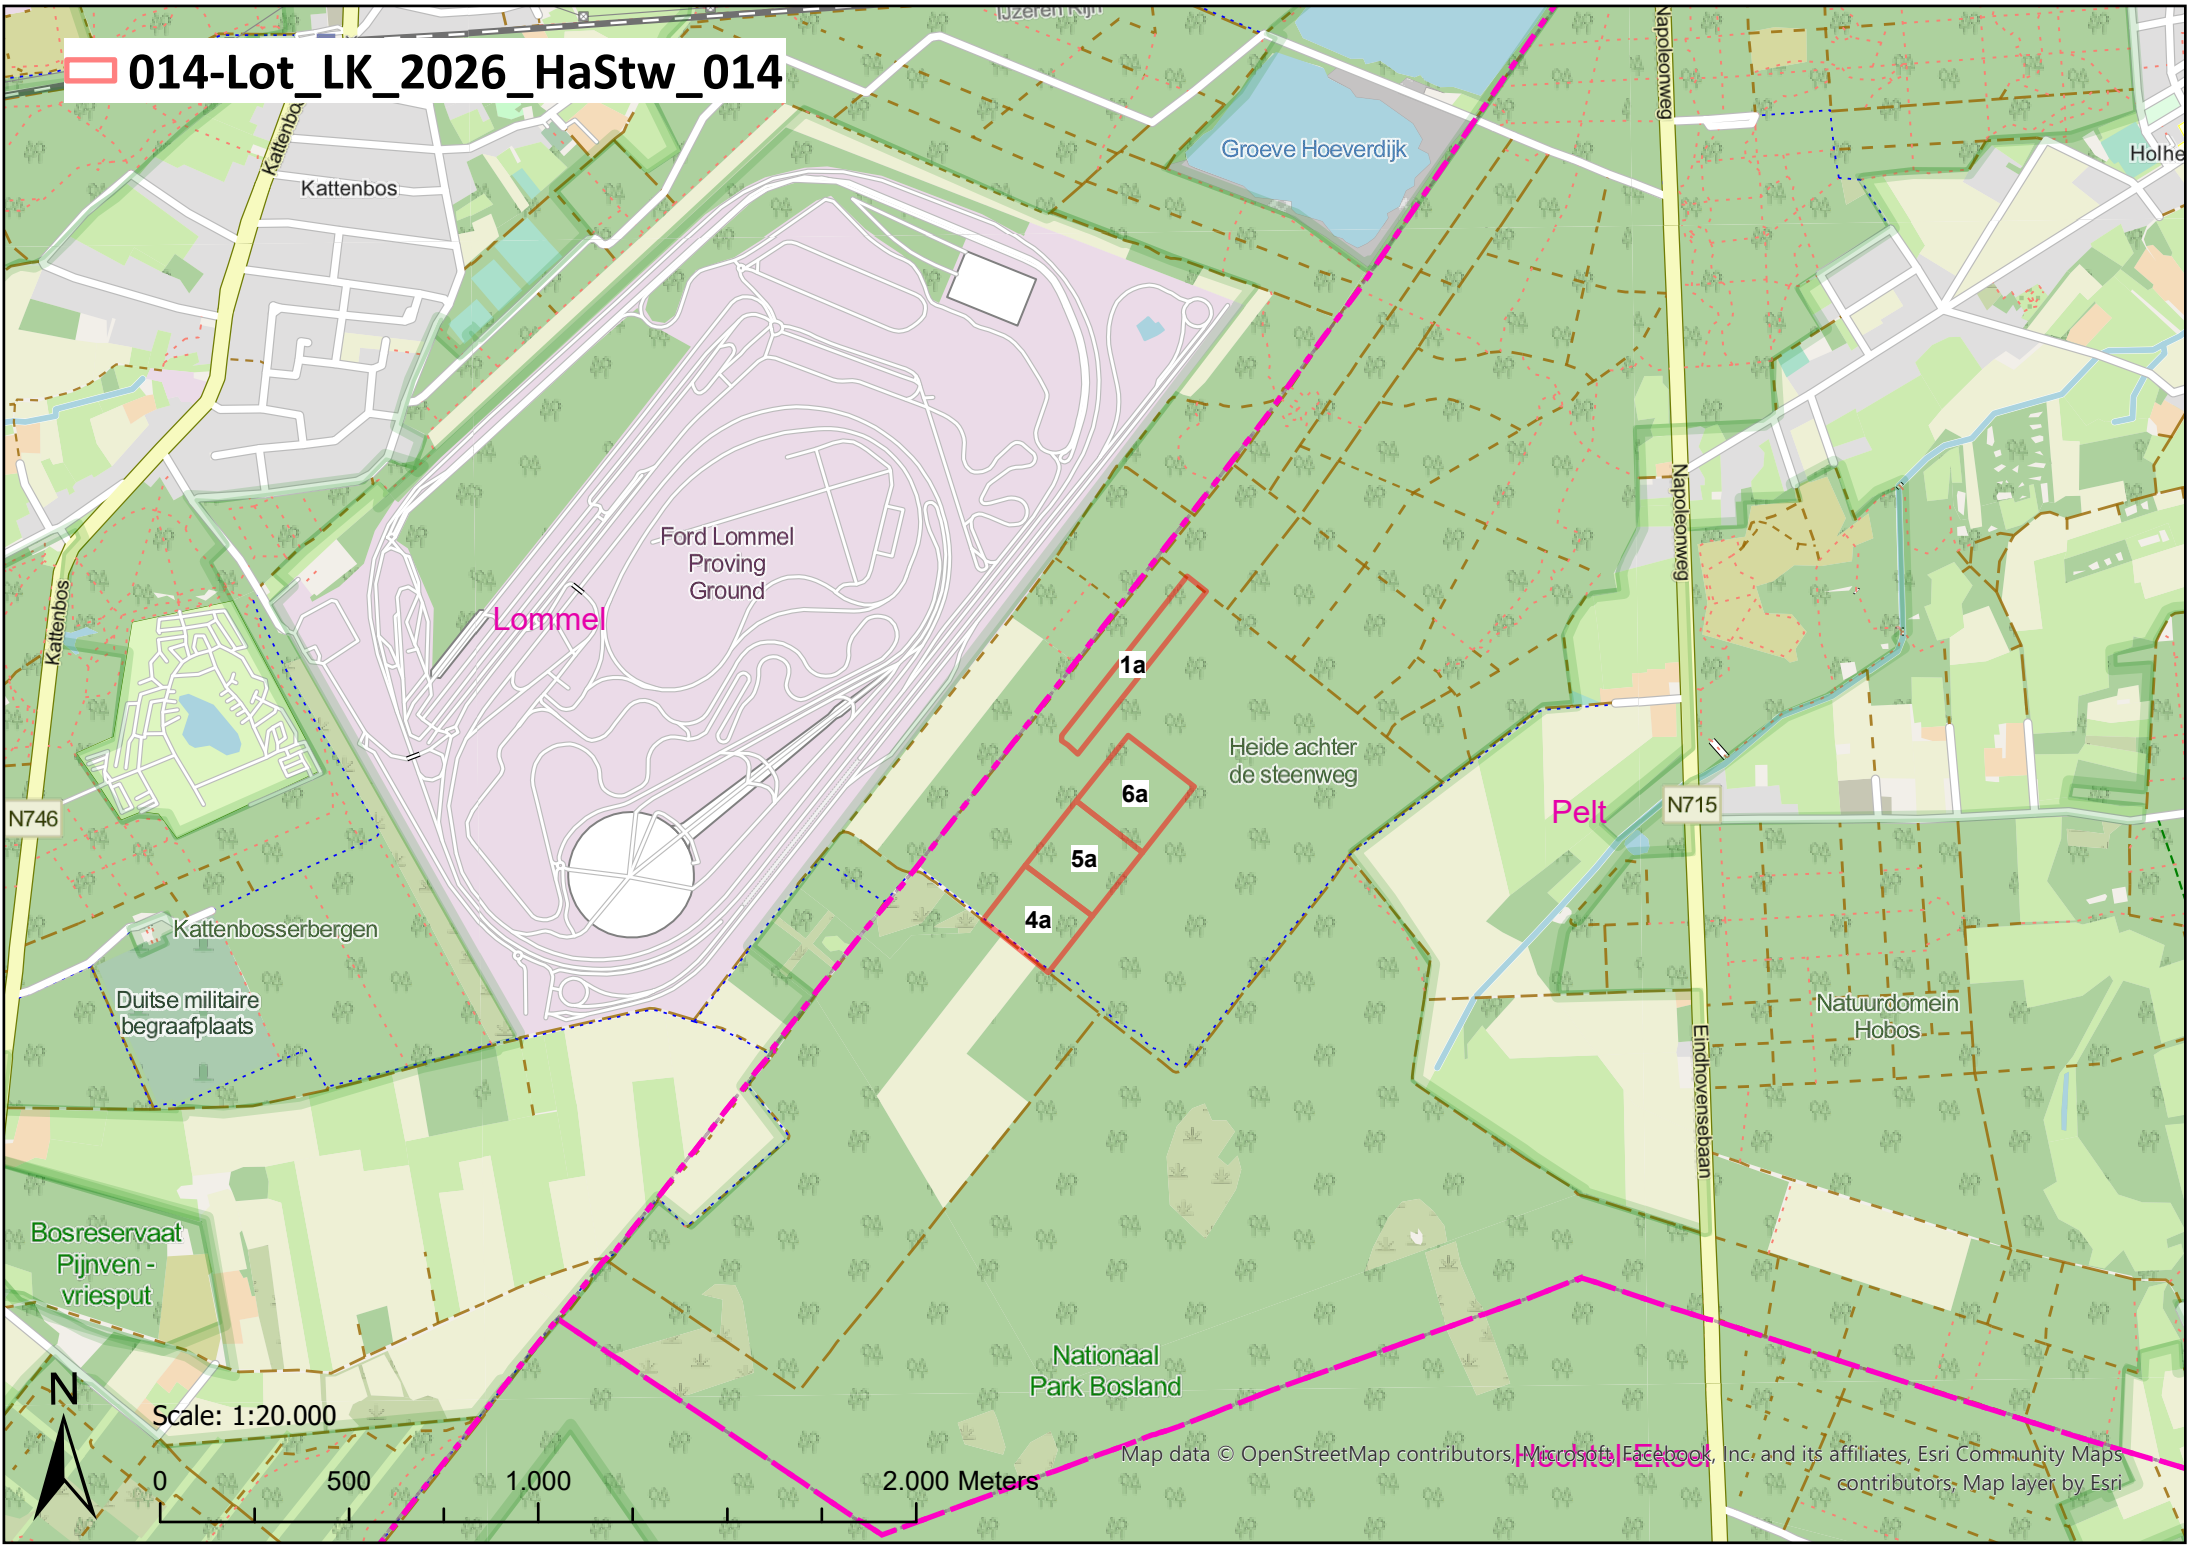 IJzeren Rijn
014-Lot_LK_2026_HaStw_014
Napoleonweg
Kattenbos
Kattenbos
Groeve Hoeverdijk
Holhe
Ford Lommel
Proving
Ground
Napoleonweg
Lommel
Kattenbos
1a
Heide achter
de steenweg
6a
Pelt
N715
N746
5a
4a
Kattenbosserbergen
Duitse militaire
begraafplaats
Natuurdomein
Hobos
Eindhovensebaan
Bosreservaat
Pijnven -
vriesput
Nationaal
Park Bosland
N
Scale: 1:20.000
0 500 1.000 2.000 Meters
Hechtel-Eksel
Map data © OpenStreetMap contributors, Microsoft, Facebook, Inc. and its affiliates, Esri Community Maps
contributors, Map layer by Esri